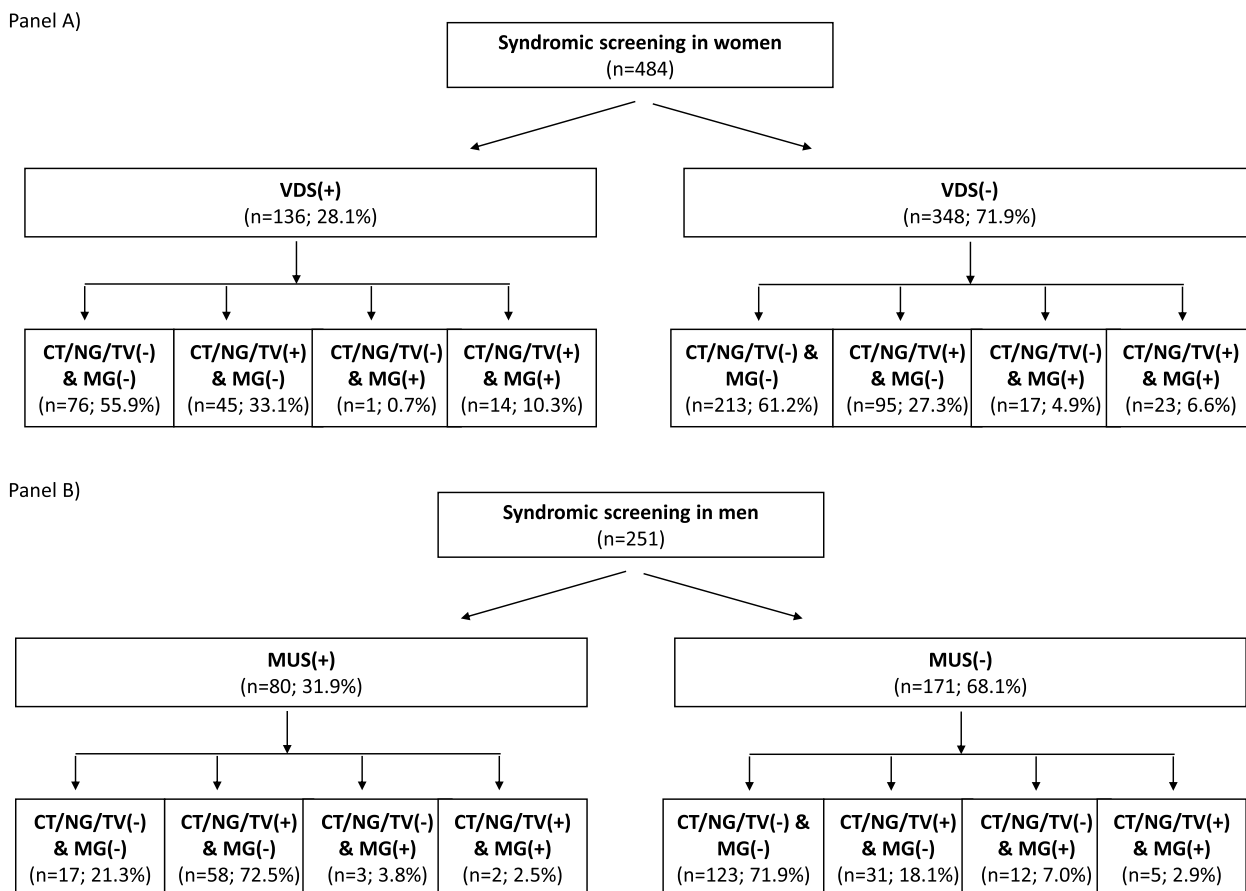 Panel A)
Syndromic screening in women
(n=484)
VDS(+)
(n=136; 28.1%)
VDS(-)
(n=348; 71.9%)
CT/NG/TV(-)
& MG(-)
(n=76; 55.9%)
CT/NG/TV(+)
& MG(-)
(n=45; 33.1%)
CT/NG/TV(-)
& MG(+)
(n=1; 0.7%)
CT/NG/TV(+)
& MG(+)
(n=14; 10.3%)
CT/NG/TV(-) &
MG(-)
(n=213; 61.2%)
CT/NG/TV(+)
& MG(-)
(n=95; 27.3%)
CT/NG/TV(-)
& MG(+)
(n=17; 4.9%)
CT/NG/TV(+)
& MG(+)
(n=23; 6.6%)
Panel B)
Syndromic screening in men
(n=251)
MUS(+)
(n=80; 31.9%)
MUS(-)
(n=171; 68.1%)
CT/NG/TV(-)
& MG(-)
(n=17; 21.3%)
CT/NG/TV(+)
& MG(-)
(n=58; 72.5%)
CT/NG/TV(-)
& MG(+)
(n=3; 3.8%)
CT/NG/TV(+)
& MG(+)
(n=2; 2.5%)
CT/NG/TV(-) &
MG(-)
(n=123; 71.9%)
CT/NG/TV(+)
& MG(-)
(n=31; 18.1%)
CT/NG/TV(-)
& MG(+)
(n=12; 7.0%)
CT/NG/TV(+)
& MG(+)
(n=5; 2.9%)